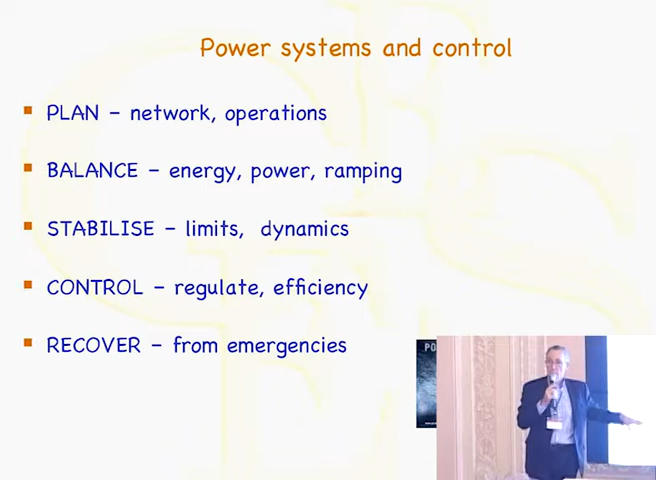 Power systems and control
PLAN – network, operations
BALANCE – energy, power, ramping
STABILISE – limits, dynamics
CONTROL – regulate, efficiency
RECOVER – from emergencies
PO